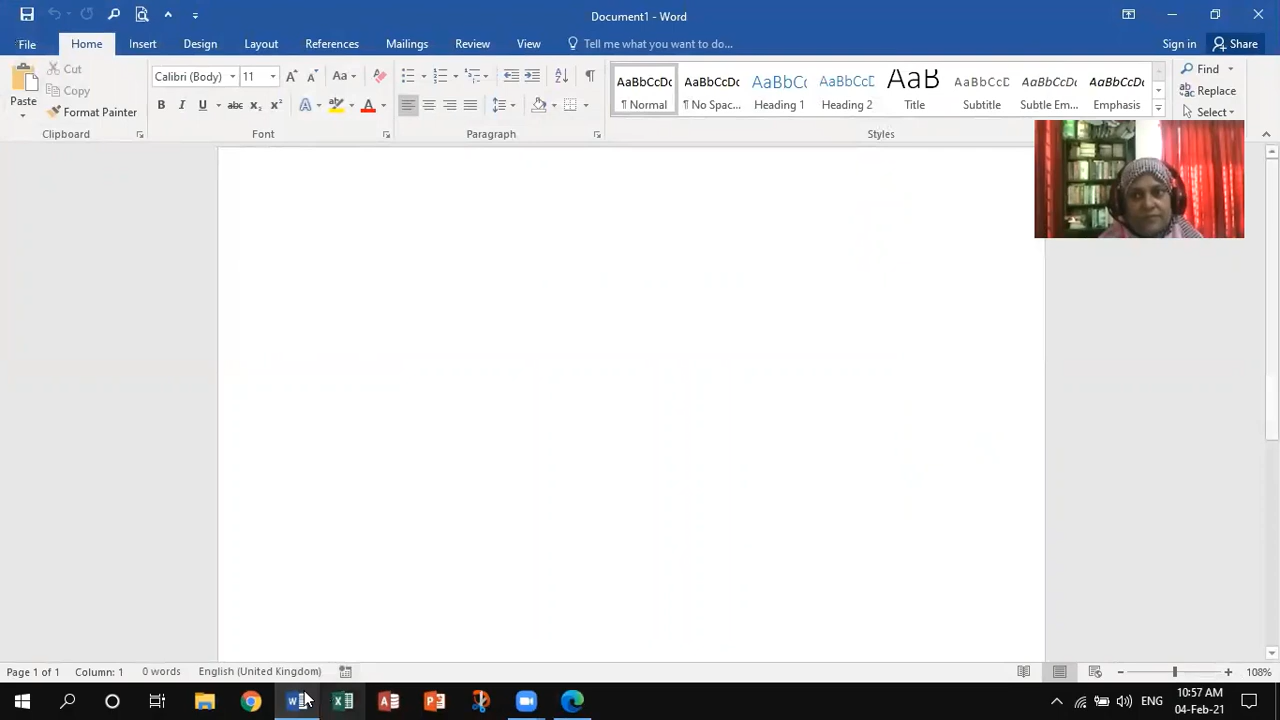 Document1 - Word
File Home Insert Design Layout References Mailings Review View Tell me what you want to do... Sign in Share
Paste
Cut
Copy
Format Painter
Clipboard
Calibri (Body) 11
Font
Paragraph
AaBbCcDc AaBbCcDc AaBbCc AaBbCcD AaB AaBbCcD AaBbCcDc AaBbCcDc
¶ Normal ¶ No Spac... Heading 1 Heading 2 Title Subtitle Subtle Em... Emphasis
Styles
Find
Replace
Select
Page 1 of 1 Column: 1 0 words English (United Kingdom) 108%
ENG
10:57 AM
04-Feb-21